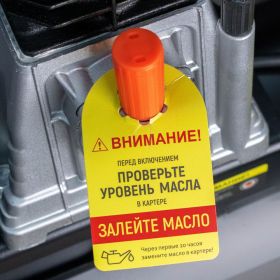 ВНИМАНИЕ!
ПЕРЕД ВКЛЮЧЕНИЕМ
ПРОВЕРЬТЕ
УРОВЕНЬ МАСЛА
В КАРТЕРЕ
ЗАЛЕЙТЕ МАСЛО
Через первые 20 часов
замените масло в картере!